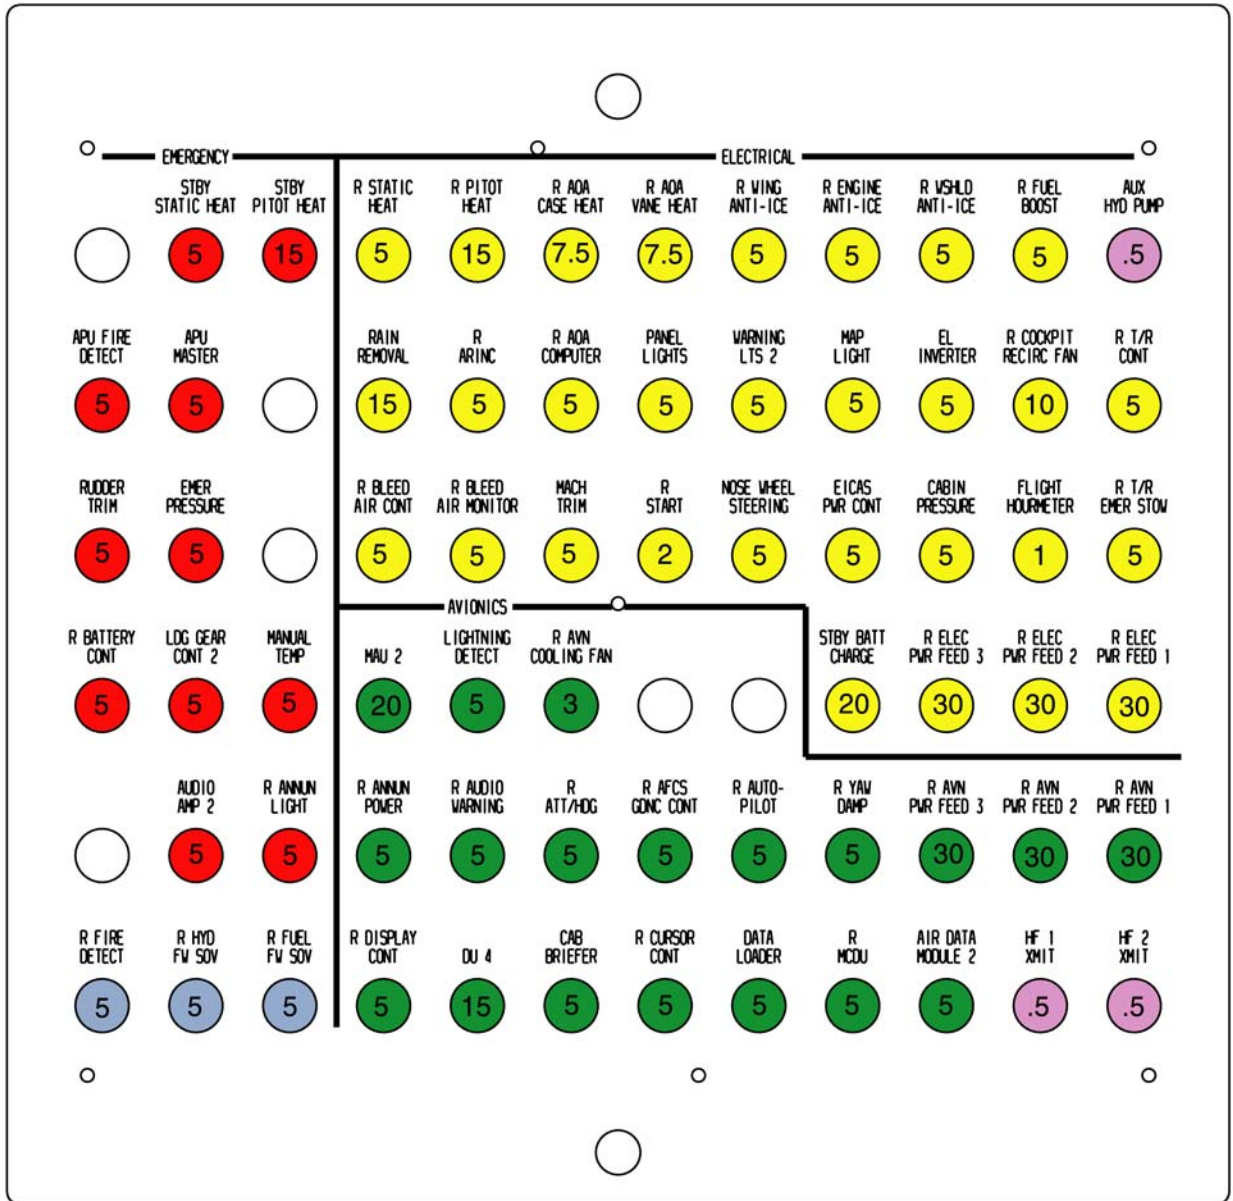 EMERGENCY ELECTRICAL
STBY STBY R STATIC R PITOT R AOA R AOA R WING R ENGINE R WSHLD R FUEL AUX
STATIC HEAT PITOT HEAT HEAT HEAT CASE HEAT VANE HEAT ANTI-ICE ANTI-ICE ANTI-ICE BOOST HYD PUMP
5 15 5 15 7.5 7.5 5 5 5 5 .5
APU FIRE APU RAIN R R AOA PANEL WARNING MAP EL R COCKPIT R T/R
DETECT MASTER REMOVAL ARINC COMPUTER LIGHTS LTS 2 LIGHT INVERTER RECIRC FAN CONT
5 5 15 5 5 5 5 5 5 10 5
RUDDER EMER R BLEED R BLEED MACH R NOSE WHEEL EICAS CABIN FLIGHT R T/R
TRIM PRESSURE AIR CONT AIR MONITOR TRIM START STEERING PWR CONT PRESSURE HOURMETER EMER STOW
5 5 5 5 5 2 5 5 5 1 5
AVIONICS
R BATTERY LDG GEAR MANUAL LIGHTNING R AVN STBY BATT R ELEC R ELEC R ELEC
CONT CONT 2 TEMP MAU 2 DETECT COOLING FAN CHARGE PWR FEED 3 PWR FEED 2 PWR FEED 1
5 5 5 20 5 3 20 30 30 30
AUDIO R ANNUN R ANNUN R AUDIO R R AFCS R AUTO- R YAW R AVN R AVN R AVN
AMP 2 LIGHT POWER WARNING ATT/HDG GDNC CONT PILOT DAMP PWR FEED 3 PWR FEED 2 PWR FEED 1
5 5 5 5 5 5 5 5 30 30 30
R FIRE R HYD R FUEL R DISPLAY CAB R CURSOR DATA R AIR DATA HF 1 HF 2
DETECT FW SOV FW SOV CONT DU 4 BRIEFER CONT LOADER MCDU MODULE 2 XMIT XMIT
5 5 5 5 15 5 5 5 5 5 .5 .5